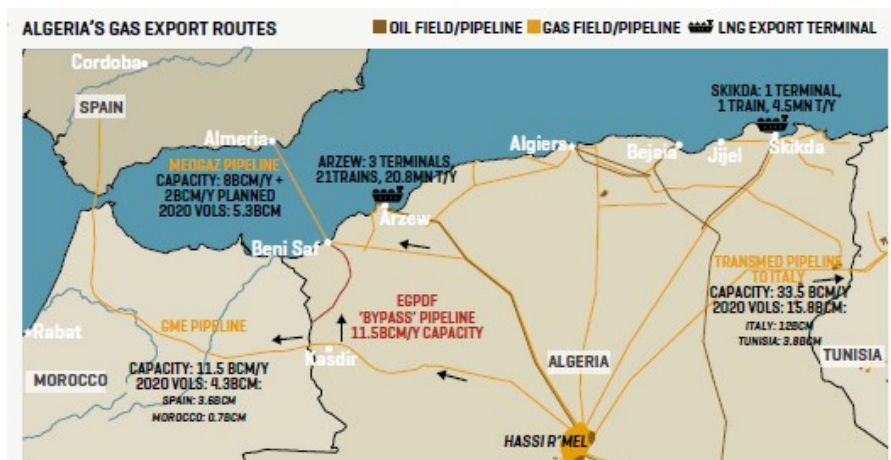 ALGERIA'S GAS EXPORT ROUTES
OIL FIELD/PIPELINE
GAS FIELD/PIPELINE
LNG EXPORT TERMINAL
Cordoba
SPAIN
Almeria
MEDGAZ PIPELINE
CAPACITY: 8BCM/Y +
2BCM/Y PLANNED
2020 VOLS: 5.3BCM
ARZEW: 3 TERMINALS,
21TRAINS, 20.8MN T/Y
Arzew
Algiers
Bejaia
Jijel
SKIKDA: 1 TERMINAL,
1 TRAIN, 4.5MN T/Y
Skikda
Beni Saf
TRANSMED PIPELINE
TO ITALY
CAPACITY: 33.5 BCM/Y
2020 VOLS: 15.8BCM:
ITALY: 12BCM
TUNISIA: 3.8BCM
EGPDF
'BYPASS' PIPELINE
11.5BCM/Y CAPACITY
Rabat
GME PIPELINE
Kasdir
CAPACITY: 11.5 BCM/Y
2020 VOLS: 4.3BCM:
SPAIN: 3.6BCM
MOROCCO: 0.7BCM
MOROCCO
ALGERIA
TUNISIA
HASSI R'MEL